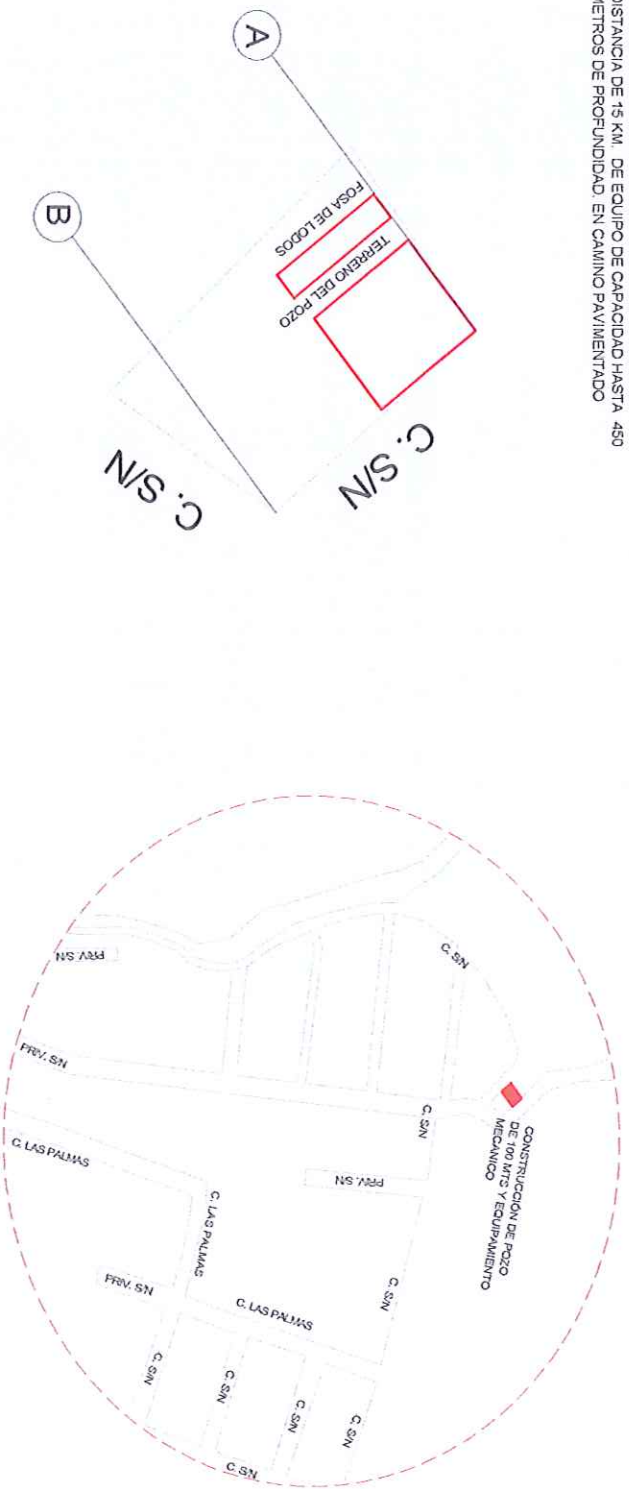 DISTANCIA DE 15 KM. DE EQUIPO DE CAPACIDAD HASTA 450
METROS DE PROFUNDIDAD, EN CAMINO PAVIMENTADO
A
B
FOSA DE LODOS
TERRENO DEL POZO
C. S/N
C. S/N
CONSTRUCCIÓN DE POZO
DE 100 MTS Y EQUIPAMIENTO
MECANICO
C. S/N
PRIV. S/N
PRIV. S/N
C. S/N
PRIV. S/N
C. S/N
C. LAS PALMAS
C. LAS PALMAS
C. LAS PALMAS
PRIV. S/N
C. S/N
C. S/N
C. S/N
C. S/N
C. S/N